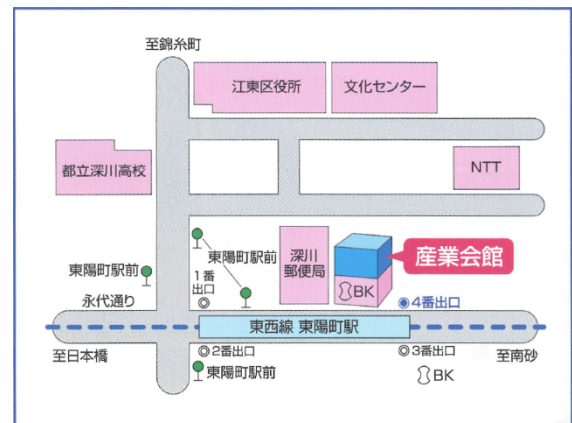 至錦糸町
江東区役所
文化センター
都立深川高校
NTT
東陽町駅前
深川
郵便局
産業会館
東陽町駅前
1番
出口
BK
永代通り
4番出口
東西線 東陽町駅
至日本橋
2番出口
3番出口
至南砂
東陽町駅前
BK